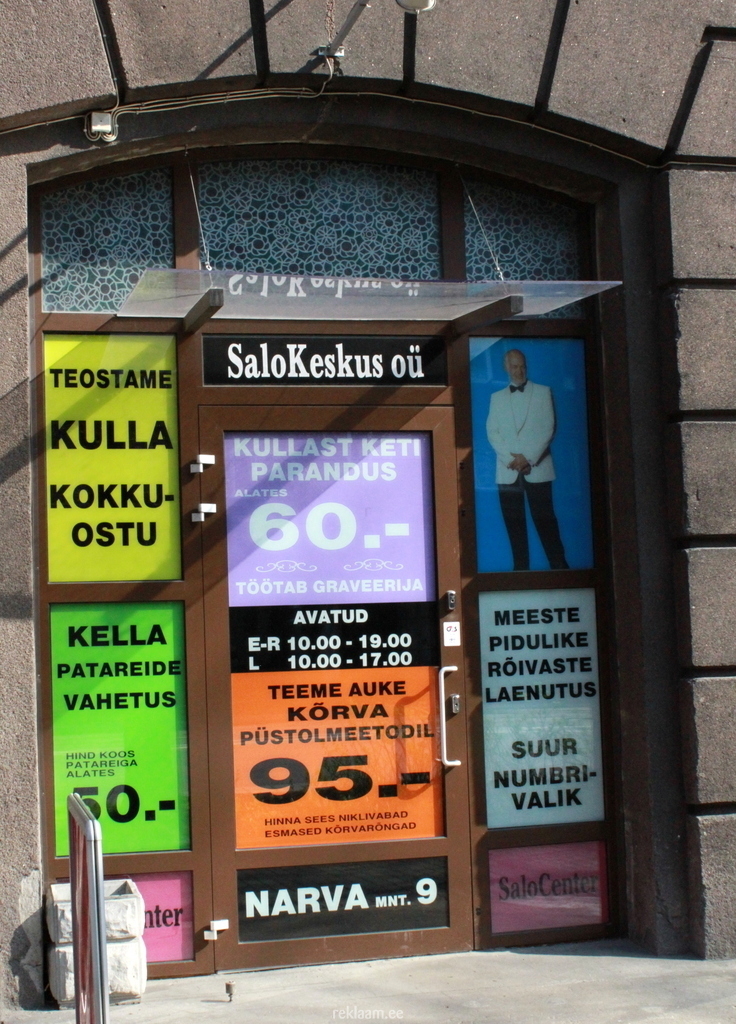 SaloKeskus oü
SaloKeskus oü
TEOSTAME
KULLA
KOKKU-
OSTU
KULLAST KETI
PARANDUS
ALATES
60.-
TÖÖTAB GRAVEERIJA
AVATUD
E-R 10.00 - 19.00
L 10.00 - 17.00
KELLA
PATAREIDE
VAHETUS
HIND KOOS
PATAREIGA
ALATES
50.-
TEEME AUKE
KÕRVA
PÜSTOLMEETODIL
95.-
HINNA SEES NIKLIVABAD
ESMASED KÕRVARÕNGAD
MEESTE
PIDULIKE
RÕIVASTE
LAENUTUS
SUUR
NUMBRI-
VALIK
nter
NARVA MNT. 9
SaloCenter
reklaam.ee